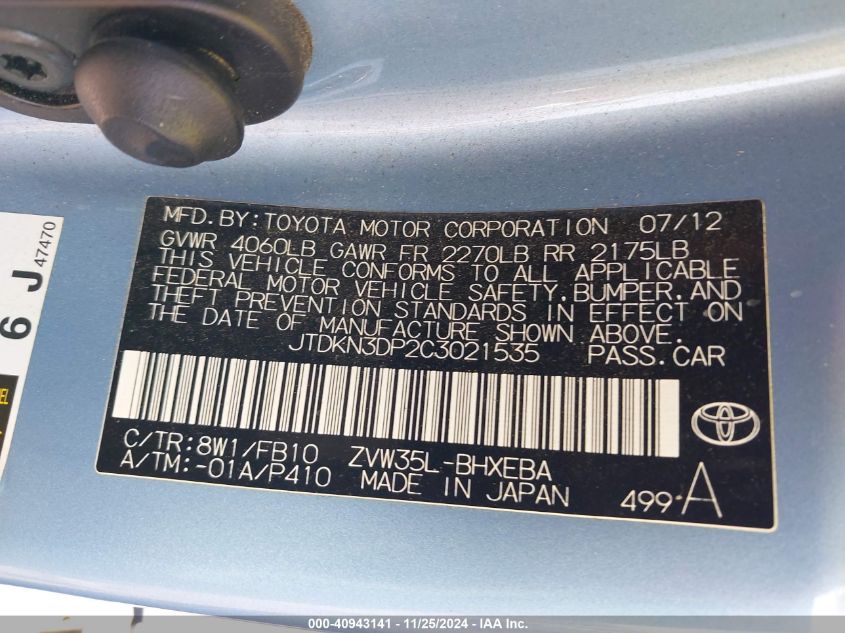 MFD. BY: TOYOTA MOTOR CORPORATION 07/12
GVWR 4060LB GAWR FR 2270LB RR 2175LB
THIS VEHICLE CONFORMS TO ALL APPLICABLE
FEDERAL MOTOR VEHICLE SAFETY, BUMPER, AND
THEFT PREVENTION STANDARDS IN EFFECT ON
THE DATE OF MANUFACTURE SHOWN ABOVE.
JTDKN3DP2C3021535 PASS. CAR
C/TR: 8W1/FB10 ZVW35L-BHXEBA
A/TM: -01A/P410 MADE IN JAPAN 499 A
6 J 47470
000-40943141 - 11/25/2024 - IAA Inc.